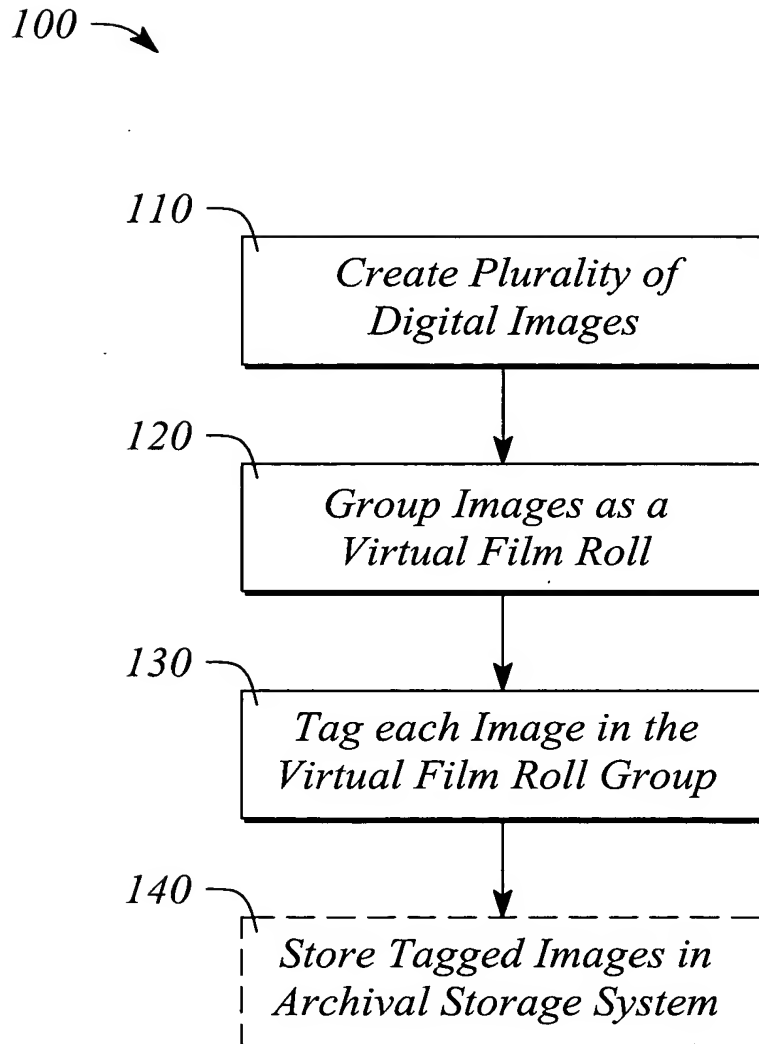 100
110
Create Plurality of
Digital Images
120
Group Images as a
Virtual Film Roll
130
Tag each Image in the
Virtual Film Roll Group
140
Store Tagged Images in
Archival Storage System